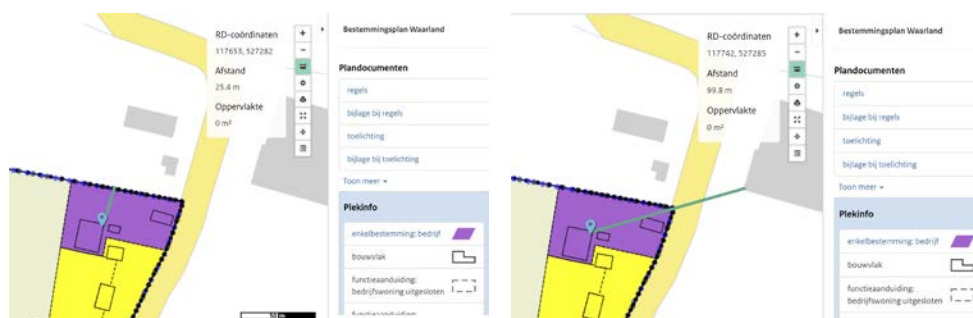 RD-coördinaten
117653, 527282
Afstand
25.4 m
Oppervlakte
0 m²
Bestemmingsplan Waarland
Plandocumenten
regels
bijlage bij regels
toelichting
bijlage bij toelichting
Toon meer
Plekinfo
enkelbestemming: bedrijf
bouwvlak
functieaanduiding:
bedrijfswoning uitgesloten
functieaanduiding:
RD-coördinaten
117742, 527285
Afstand
99.8 m
Oppervlakte
0 m²
Bestemmingsplan Waarland
Plandocumenten
regels
bijlage bij regels
toelichting
bijlage bij toelichting
Toon meer
Plekinfo
enkelbestemming: bedrijf
bouwvlak
functieaanduiding:
bedrijfswoning uitgesloten